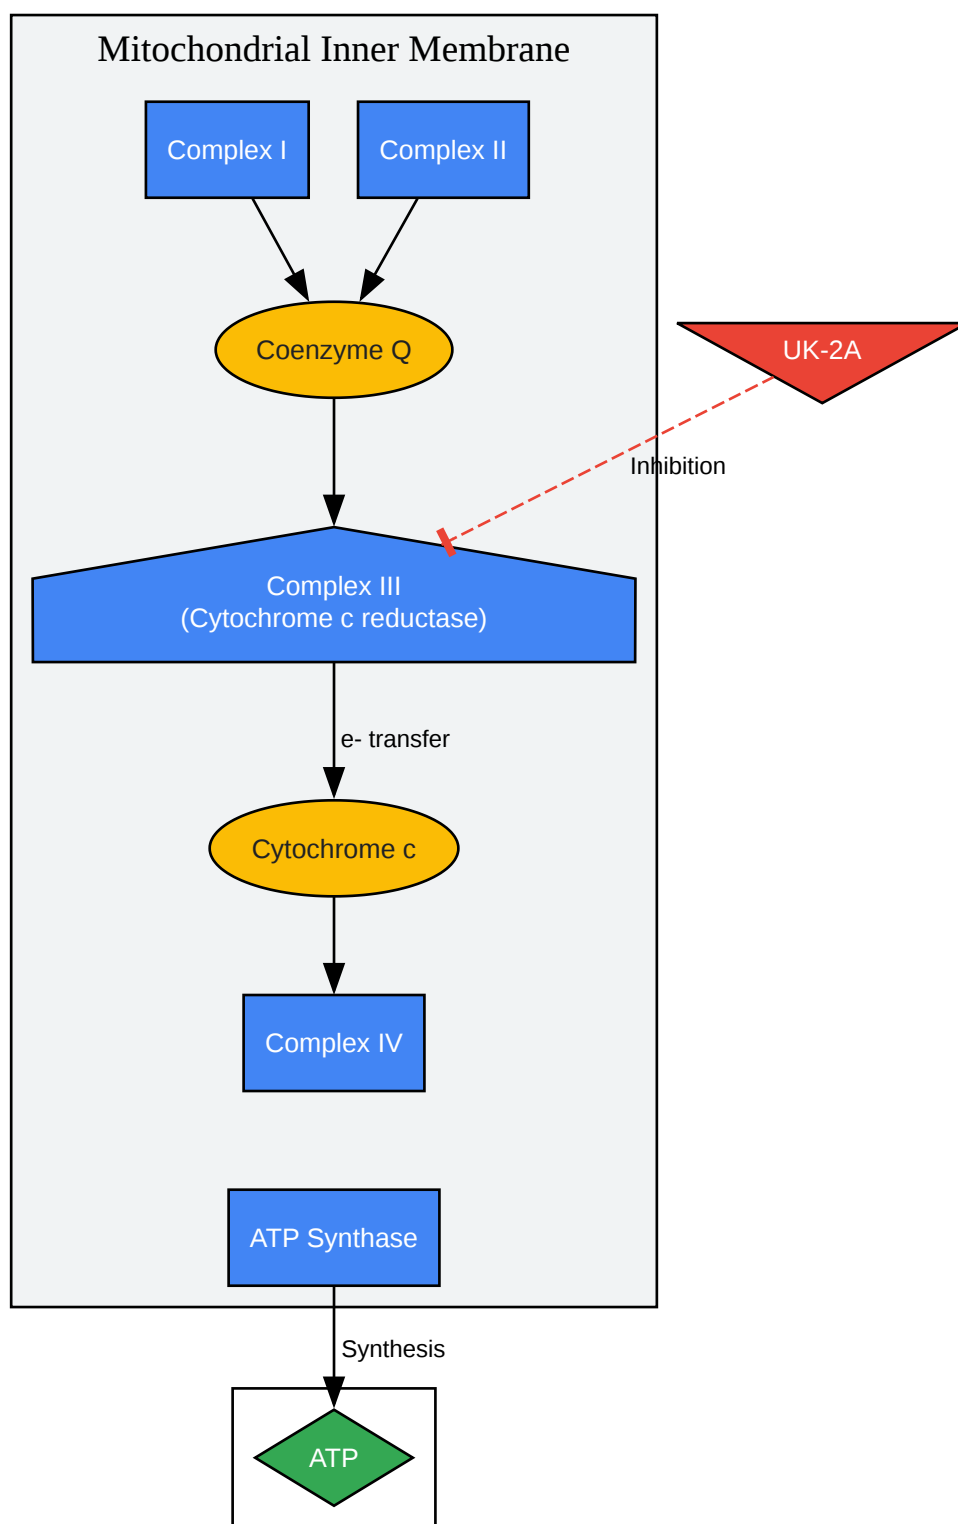 Mitochondrial Inner Membrane
Complex I
Complex II
Coenzyme Q
UK-2A
Inhibition
Complex III
(Cytochrome c reductase)
e- transfer
Cytochrome c
Complex IV
ATP Synthase
Synthesis
ATP